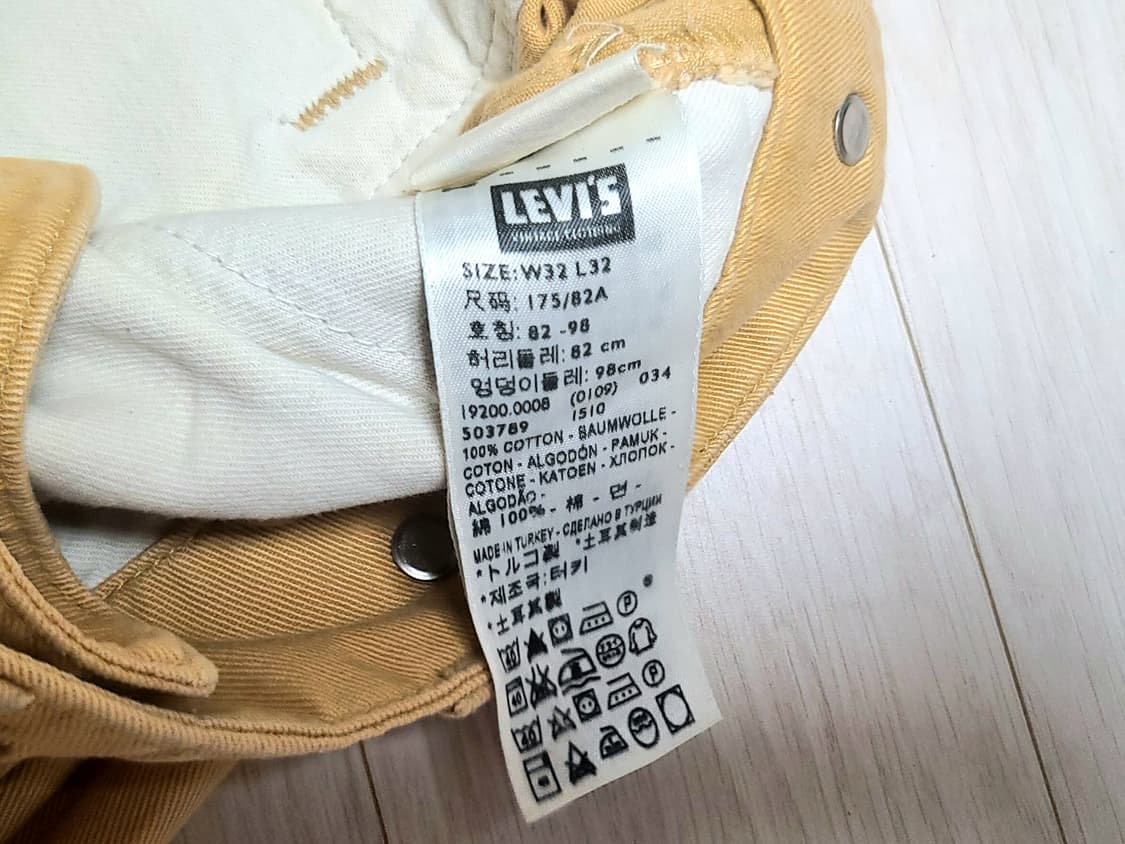 LEVI'S
VINTAGE CLOTHING
SIZE: W32 L32
尺码: 175/82A
호칭: 82 -98
허리둘레: 82 cm
엉덩이둘레: 98cm
19200.0008 (0109) 034
503789 1510
100% COTTON - BAUMWOLLE -
COTON - ALGODÓN - PAMUK -
COTONE - KATOEN - ХЛОПОК -
ALGODÃO -
綿 100% - 棉 - 면 -
MADE IN TURKEY - СДЕЛАНО В ТУРЦИИ
*トルコ製 *土耳其制造
*제조국:터키
*土耳其製